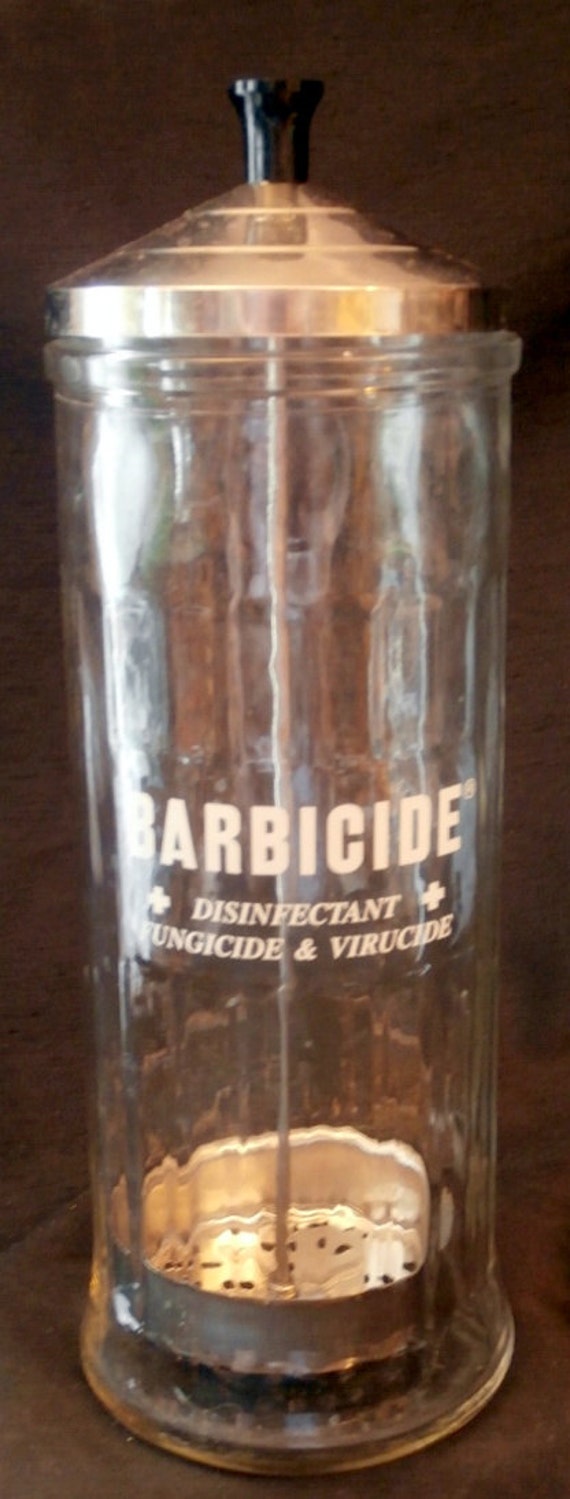 BARBICIDE®
✚ DISINFECTANT ✚
FUNGICIDE & VIRUCIDE